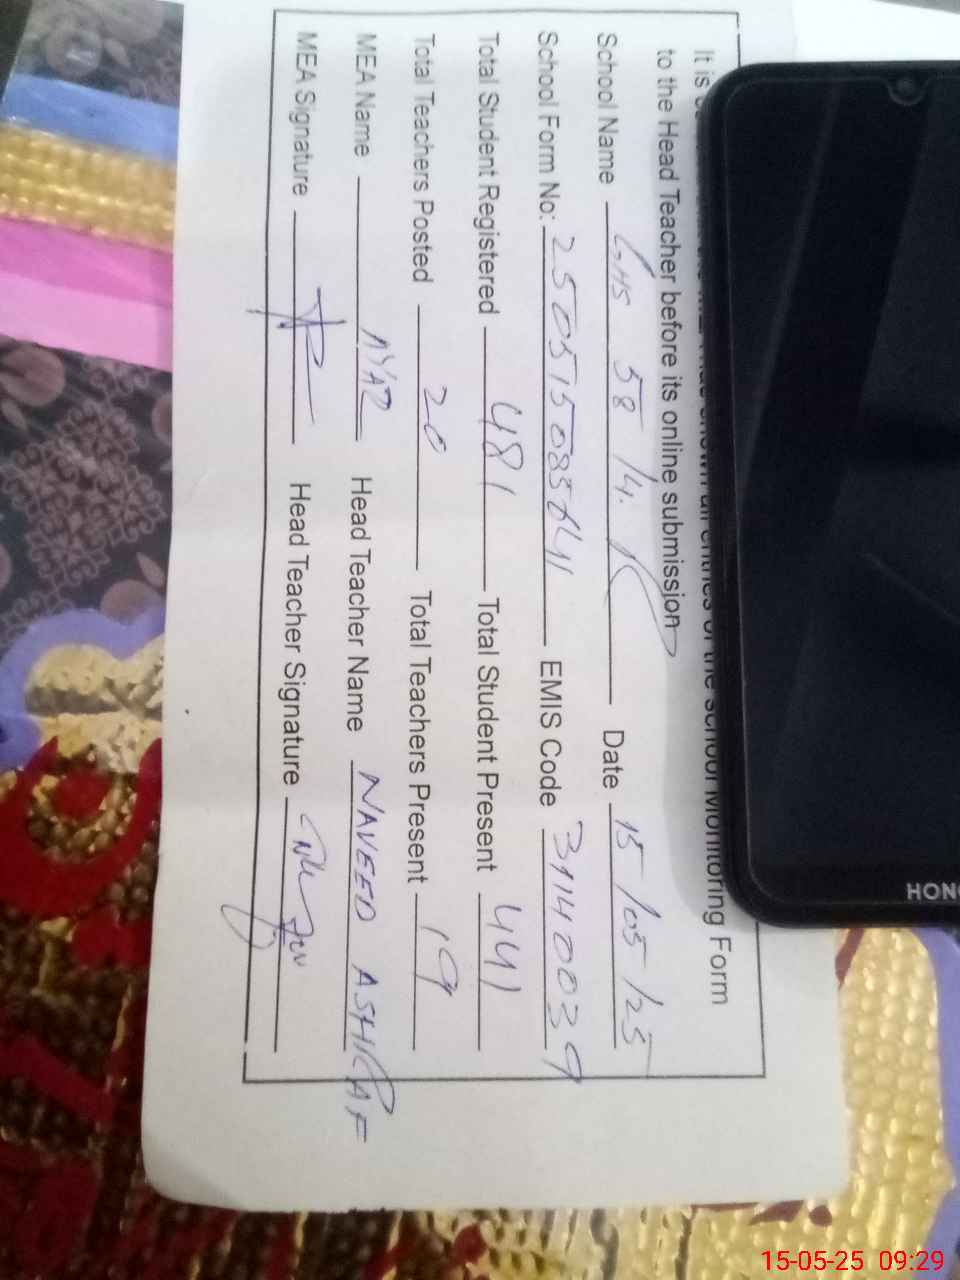 It is
to the Head Teacher before its online submission
of the School Monitoring Form
School Name GHS 58/4.R Date 15/05/25
School Form No: 25051508564 11 EMIS Code 31140039
Total Student Registered 481 Total Student Present 441
Total Teachers Posted 20 Total Teachers Present 19
MEA Name AYAZ Head Teacher Name NAVEED ASHRAF
MEA Signature Head Teacher Signature
HON
15-05-25 09:29